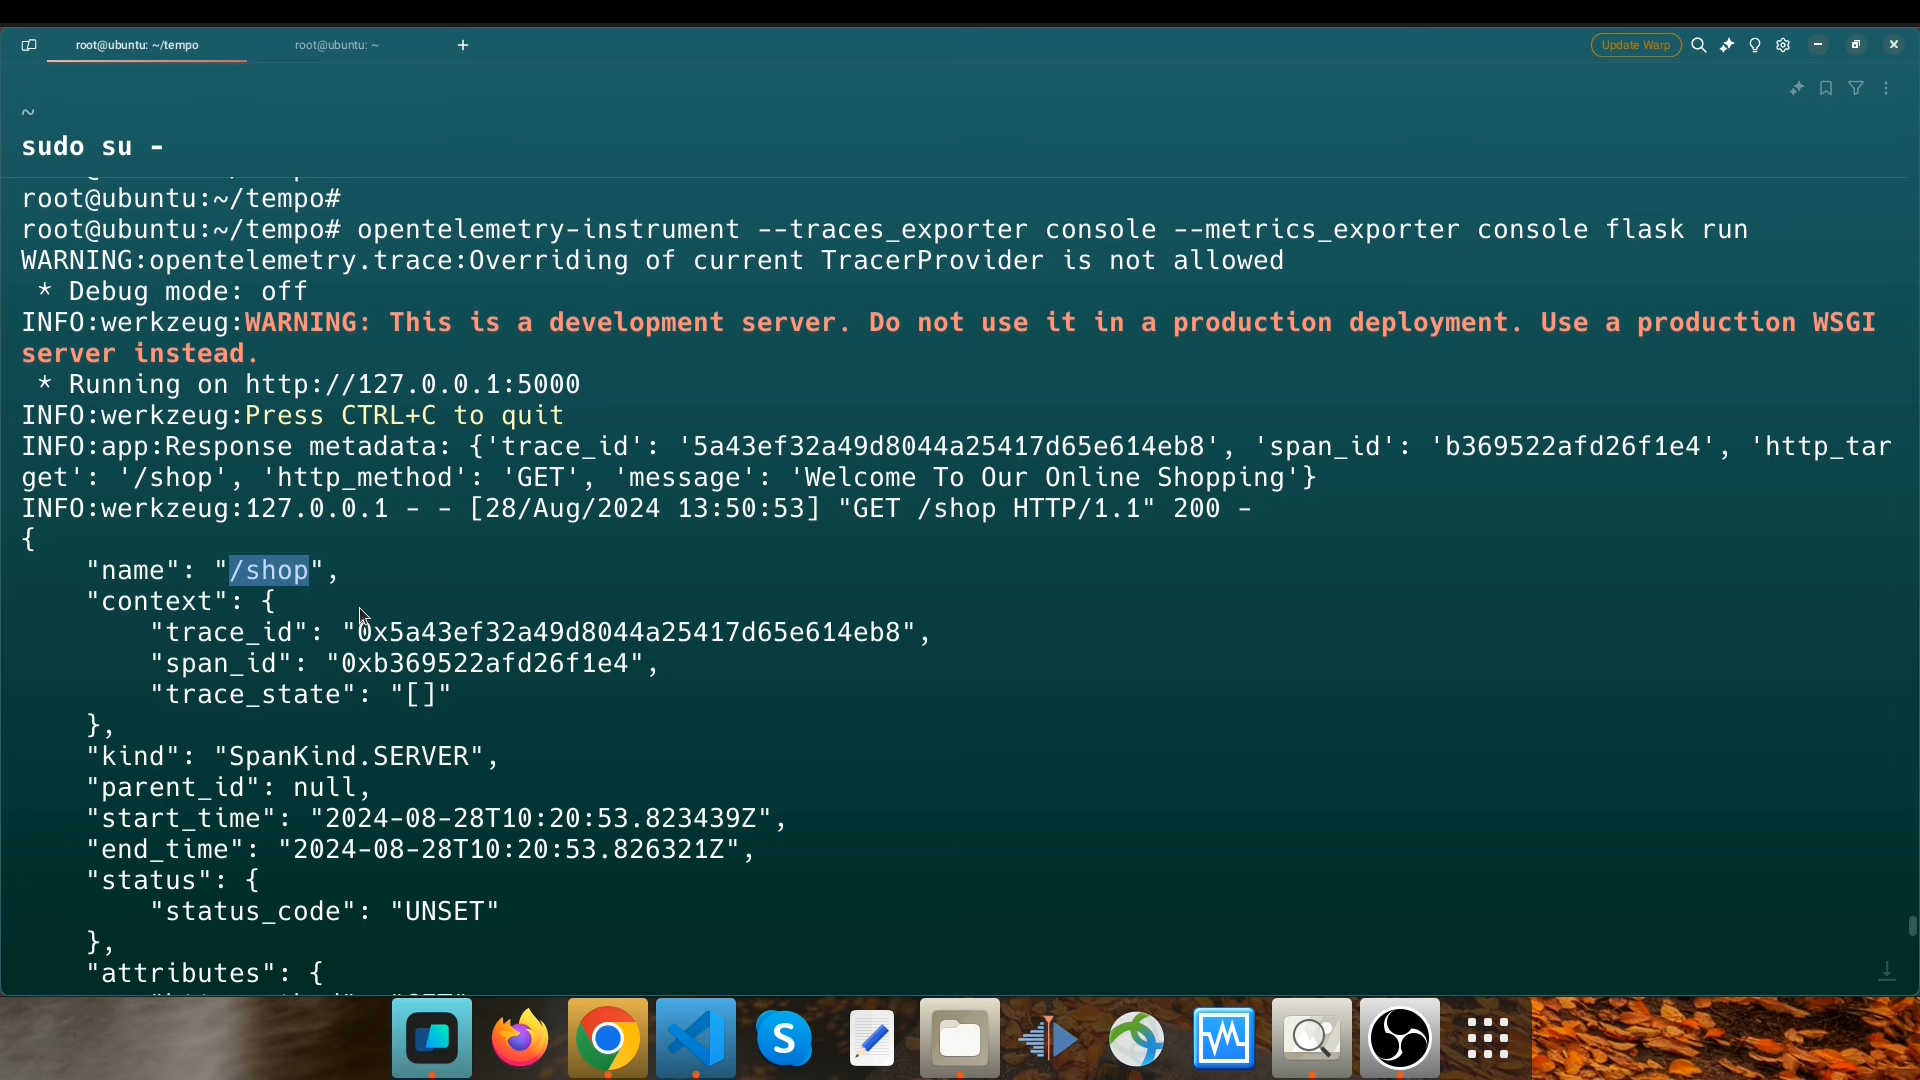 root@ubuntu: ~/tempo
root@ubuntu: ~
+
Update Warp
~
sudo su -
root@ubuntu:~/tempo#
root@ubuntu:~/tempo# opentelemetry-instrument --traces_exporter console --metrics_exporter console flask run
WARNING:opentelemetry.trace:Overriding of current TracerProvider is not allowed
 * Debug mode: off
INFO:werkzeug:WARNING: This is a development server. Do not use it in a production deployment. Use a production WSGI
server instead.
 * Running on http://127.0.0.1:5000
INFO:werkzeug:Press CTRL+C to quit
INFO:app:Response metadata: {'trace_id': '5a43ef32a49d8044a25417d65e614eb8', 'span_id': 'b369522afd26f1e4', 'http_tar
get': '/shop', 'http_method': 'GET', 'message': 'Welcome To Our Online Shopping'}
INFO:werkzeug:127.0.0.1 - - [28/Aug/2024 13:50:53] "GET /shop HTTP/1.1" 200 -
{
    "name": "/shop",
    "context": {
        "trace_id": "0x5a43ef32a49d8044a25417d65e614eb8",
        "span_id": "0xb369522afd26f1e4",
        "trace_state": "[]"
    },
    "kind": "SpanKind.SERVER",
    "parent_id": null,
    "start_time": "2024-08-28T10:20:53.823439Z",
    "end_time": "2024-08-28T10:20:53.826321Z",
    "status": {
        "status_code": "UNSET"
    },
    "attributes": {
S